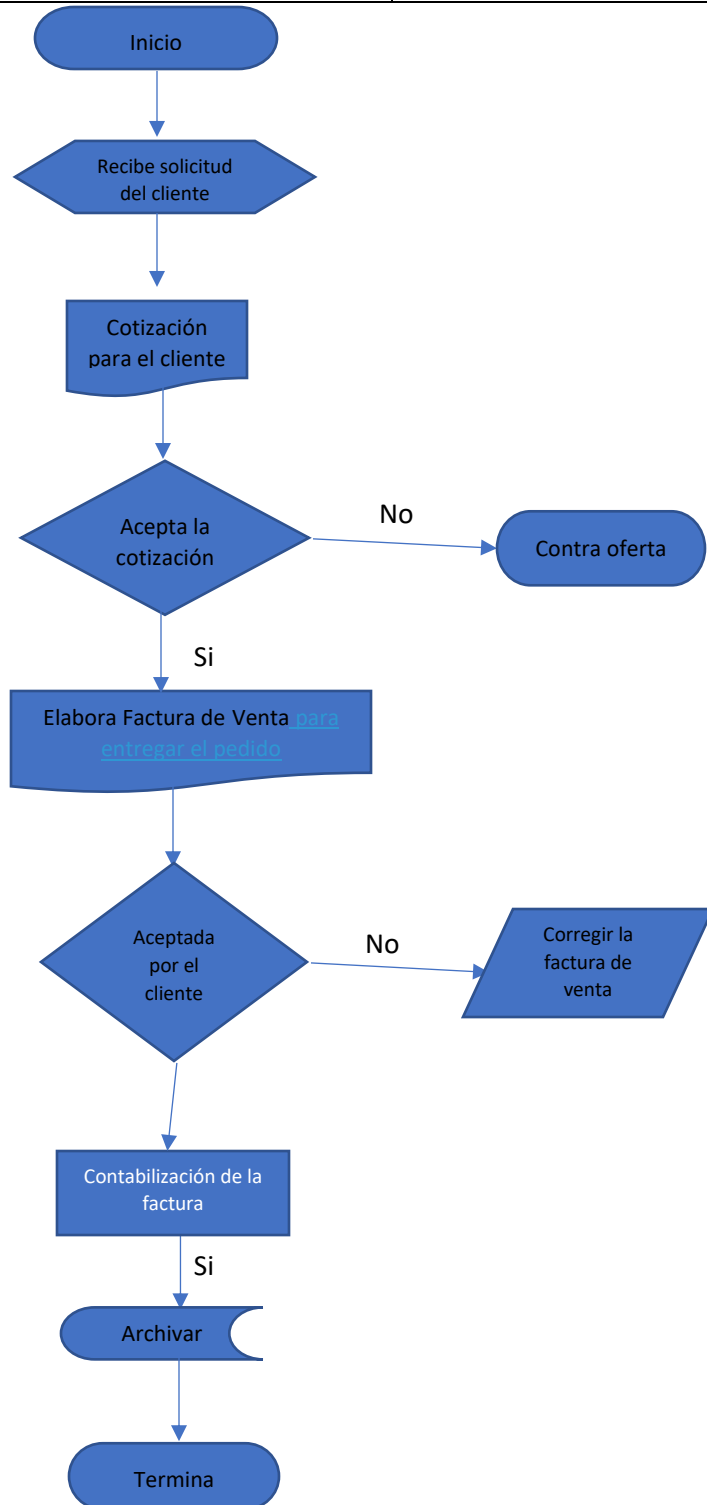 Inicio
Recibe solicitud
del cliente
Cotización
para el cliente
Acepta la
cotización
No
Contra oferta
Si
Elabora Factura de Venta para
entregar el pedido
Aceptada
por el
cliente
No
Corregir la
factura de
venta
Contabilización de la
factura
Si
Archivar
Termina